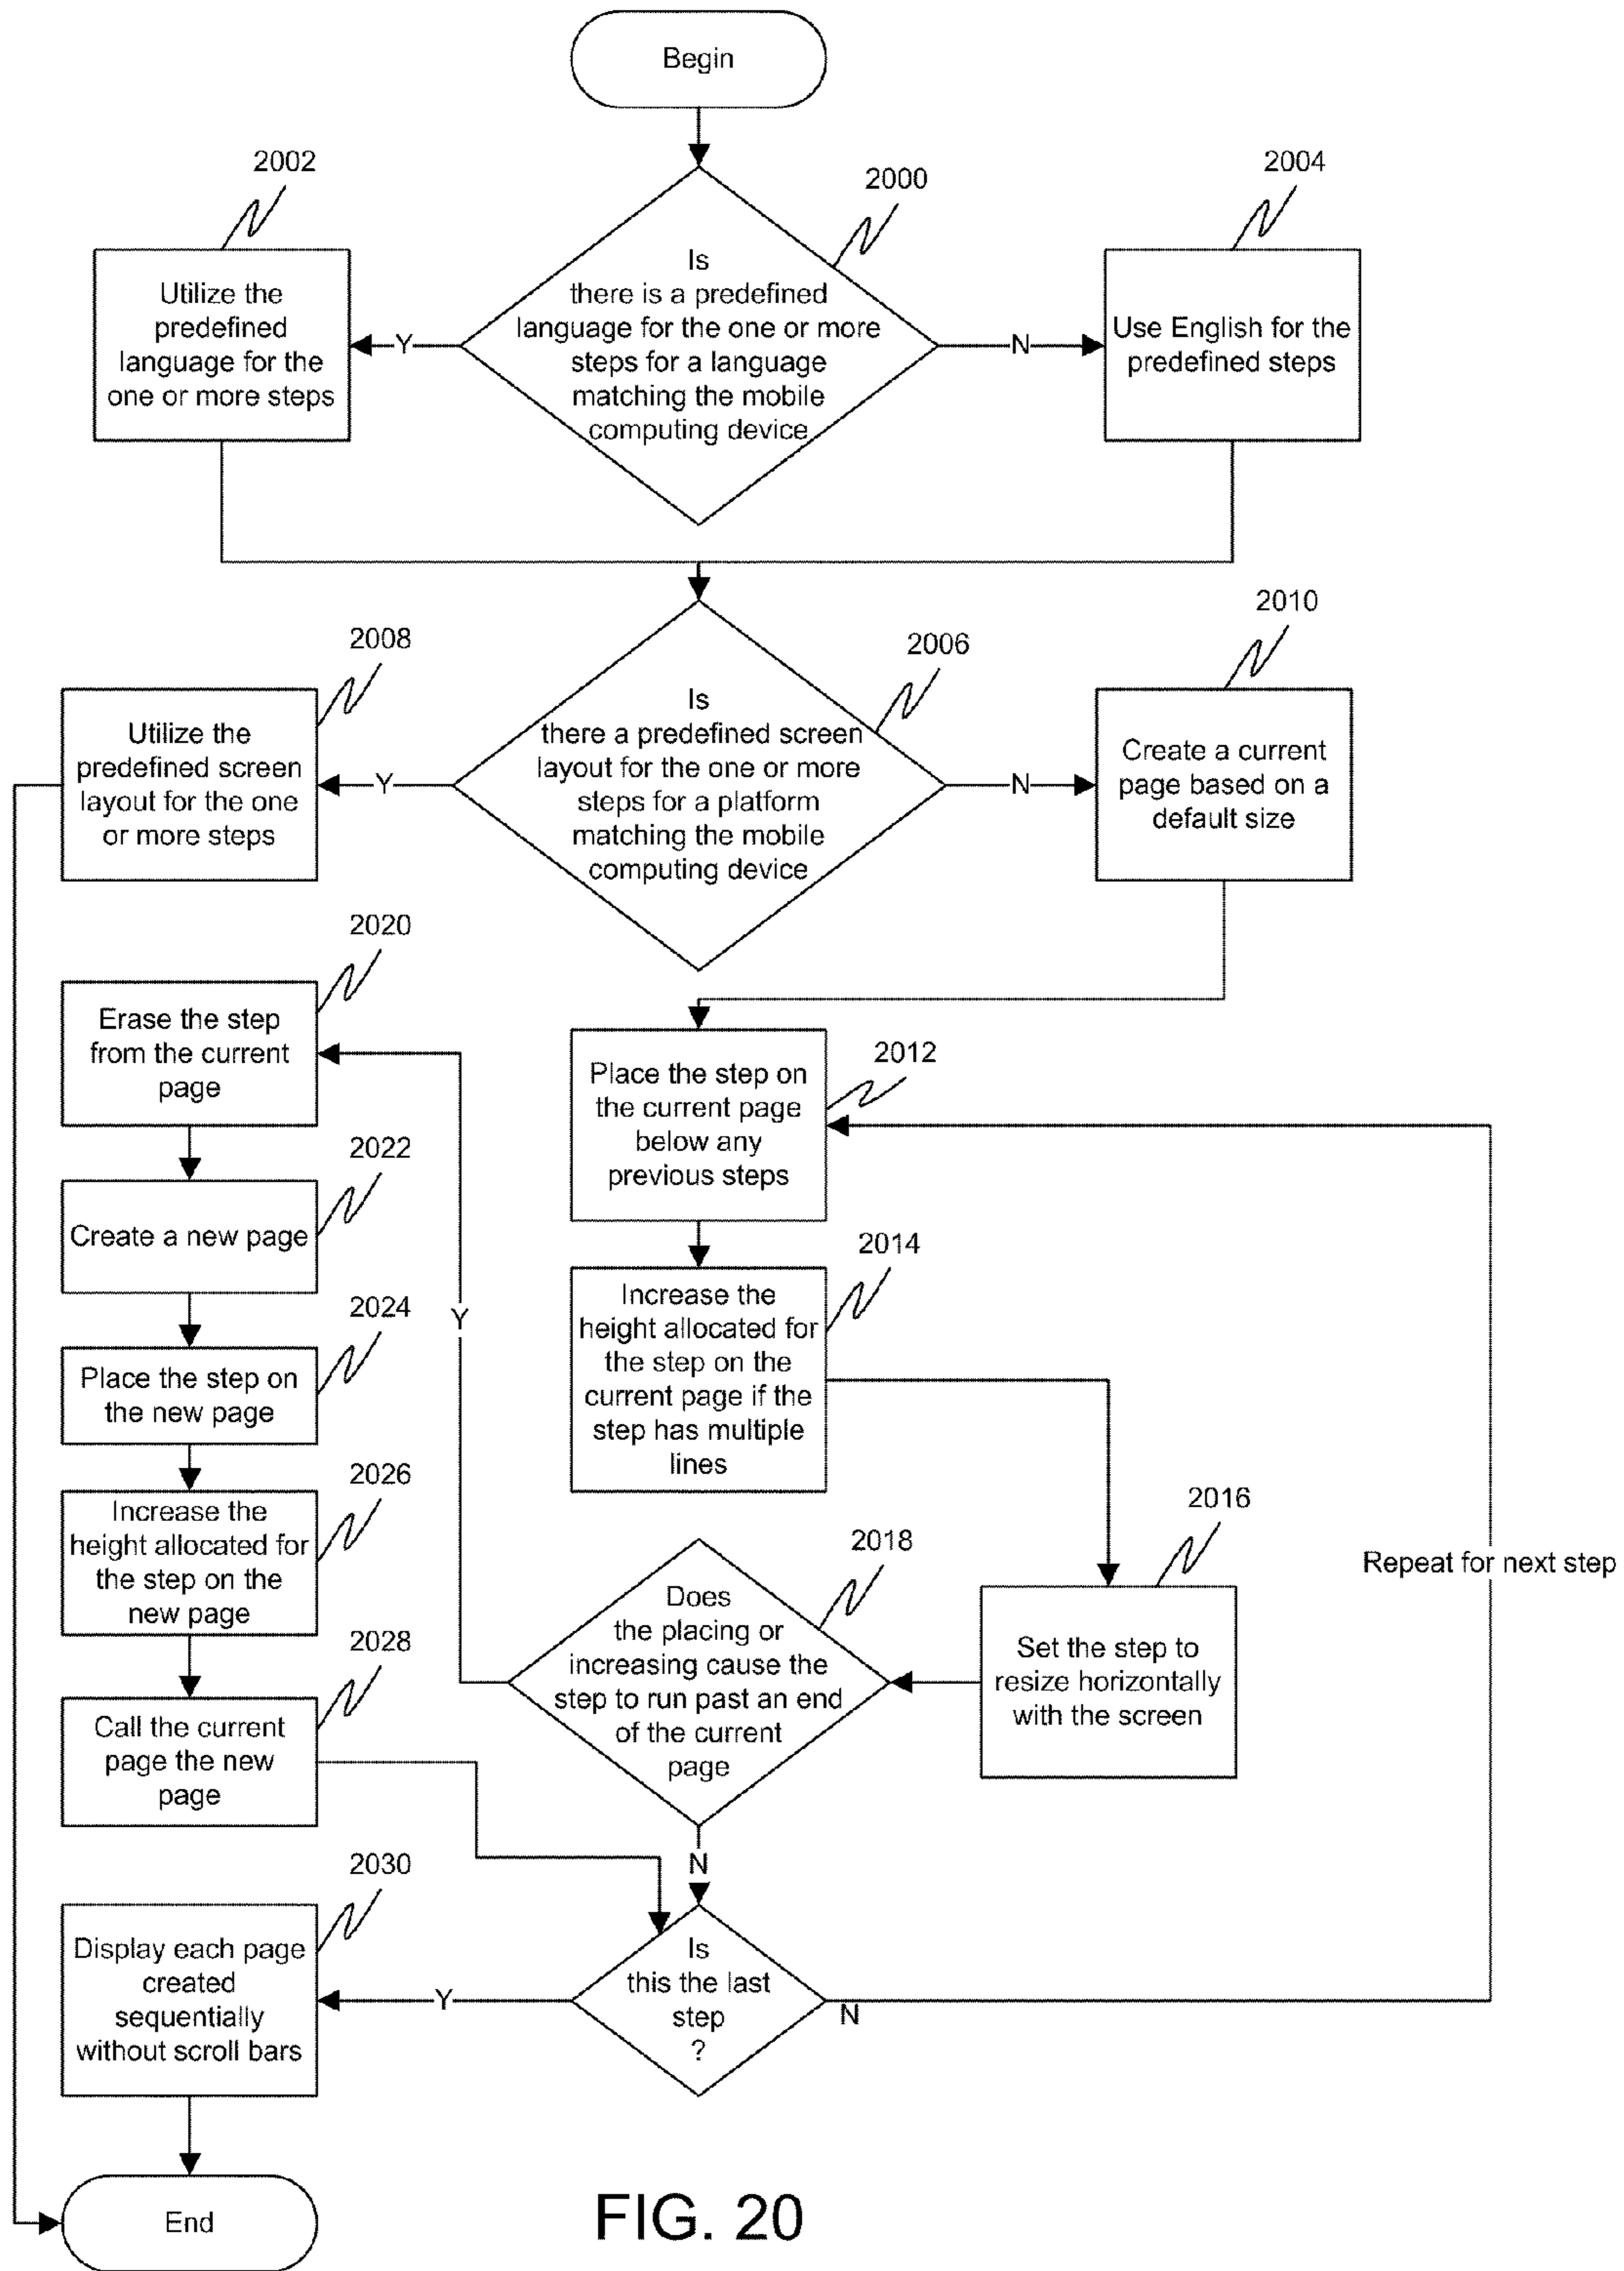 Begin
2002
2000
2004
Utilize the
predefined
language for the
one or more steps
Y
Is
there is a predefined
language for the one or more
steps for a language
matching the mobile
computing device
N
Use English for the
predefined steps
2008
2006
2010
Utilize the
predefined screen
layout for the one
or more steps
Y
Is
there a predefined screen
layout for the one or more
steps for a platform
matching the mobile
computing device
N
Create a current
page based on a
default size
2020
Erase the step
from the current
page
2012
Place the step on
the current page
below any
previous steps
2022
Create a new page
2014
Increase the
height allocated for
the step on the
current page if the
step has multiple
lines
2024
Place the step on
the new page
Y
2026
Increase the
height allocated for
the step on the
new page
2016
Set the step to
resize horizontally
with the screen
Repeat for next step
2018
Does
the placing or
increasing cause the
step to run past an end
of the current
page
2028
Call the current
page the new
page
N
2030
Display each page
created
sequentially
without scroll bars
Y
Is
this the last
step
?
N
End
FIG. 20